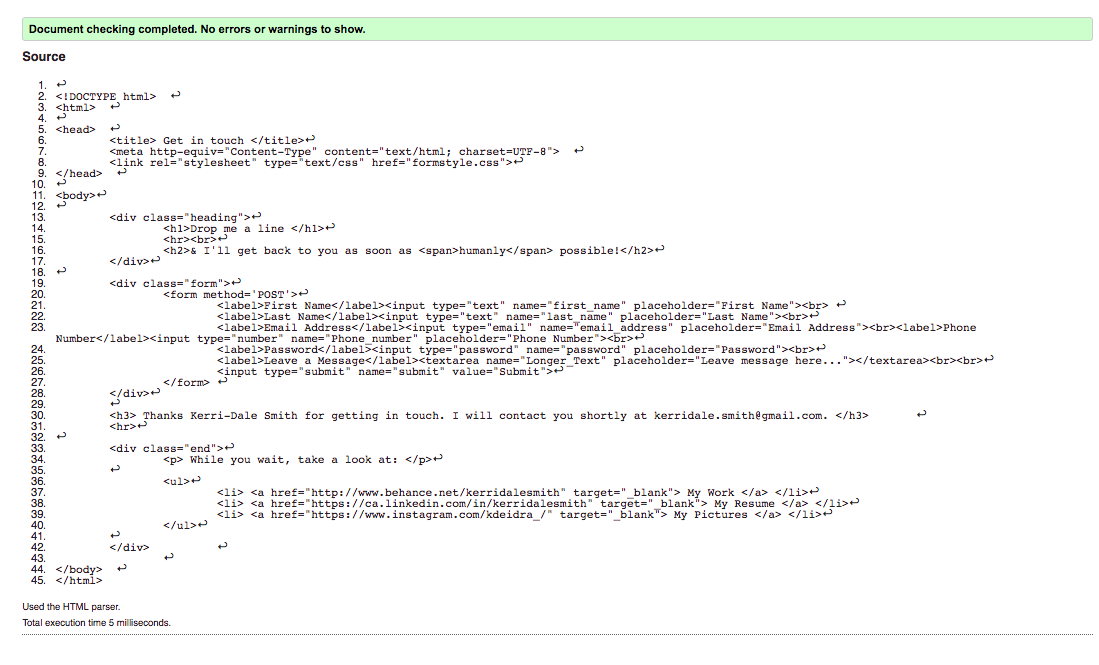 Document checking completed. No errors or warnings to show.
Source
1. ↩
2. <!DOCTYPE html> ↩
3. <html> ↩
4. ↩
5. <head> ↩
6. <title> Get in touch </title>↩
7. <meta http-equiv="Content-Type" content="text/html; charset=UTF-8"> ↩
8. <link rel="stylesheet" type="text/css" href="formstyle.css">↩
9. </head> ↩
10. ↩
11. <body>↩
12. ↩
13. <div class="heading">↩
14. <h1>Drop me a line </h1>↩
15. <hr><br>↩
16. <h2>& I'll get back to you as soon as <span>humanly</span> possible!</h2>↩
17. </div>↩
18. ↩
19. <div class="form">↩
20. <form method='POST'>↩
21. <label>First Name</label><input type="text" name="first_name" placeholder="First Name"><br> ↩
22. <label>Last Name</label><input type="text" name="last_name" placeholder="Last Name"><br>↩
23. <label>Email Address</label><input type="email" name="email_address" placeholder="Email Address"><br><label>Phone
Number</label><input type="number" name="Phone_number" placeholder="Phone Number"><br>↩
24. <label>Password</label><input type="password" name="password" placeholder="Password"><br>↩
25. <label>Leave a Message</label><textarea name="Longer_Text" placeholder="Leave message here..."></textarea><br><br>↩
26. <input type="submit" name="submit" value="Submit">↩
27. </form> ↩
28. </div>↩
29. ↩
30. <h3> Thanks Kerri-Dale Smith for getting in touch. I will contact you shortly at kerridale.smith@gmail.com. </h3> ↩
31. <hr>↩
32. ↩
33. <div class="end">↩
34. <p> While you wait, take a look at: </p>↩
35. ↩
36. <ul>↩
37. <li> <a href="http://www.behance.net/kerridalesmith" target="_blank"> My Work </a> </li>↩
38. <li> <a href="https://ca.linkedin.com/in/kerridalesmith" target="_blank"> My Resume </a> </li>↩
39. <li> <a href="https://www.instagram.com/kdeidra_/" target="_blank"> My Pictures </a> </li>↩
40. </ul>↩
41. ↩
42. </div> ↩
43. ↩
44. </body> ↩
45. </html>
Used the HTML parser.
Total execution time 5 milliseconds.